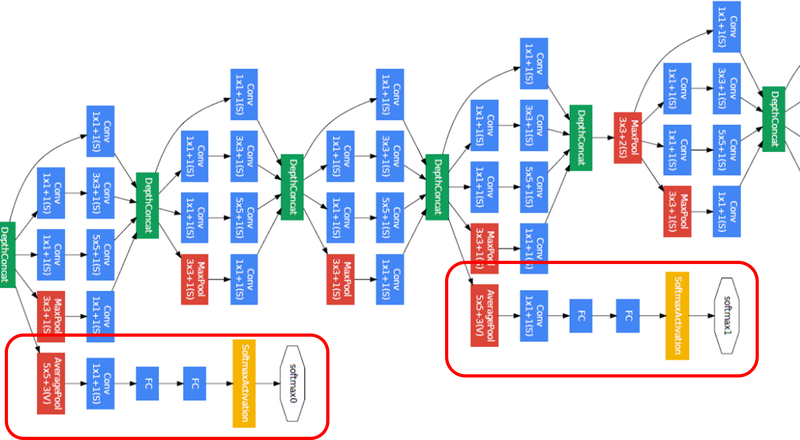 DepthConcat
Conv
1x1+1(S)
Conv
1x1+1(S)
Conv
3x3+1(S)
Conv
1x1+1(S)
Conv
5x5+1(S)
MaxPool
3x3+1(S)
Conv
1x1+1(S)
AveragePool
5x5+3(V)
Conv
1x1+1(S)
FC
FC
SoftmaxActivation
softmax0
DepthConcat
Conv
1x1+1(S)
Conv
1x1+1(S)
Conv
3x3+1(S)
Conv
1x1+1(S)
Conv
5x5+1(S)
MaxPool
3x3+1(S)
Conv
1x1+1(S)
DepthConcat
Conv
1x1+1(S)
Conv
1x1+1(S)
Conv
3x3+1(S)
Conv
1x1+1(S)
Conv
5x5+1(S)
MaxPool
3x3+1(S)
Conv
1x1+1(S)
DepthConcat
Conv
1x1+1(S)
Conv
1x1+1(S)
Conv
3x3+1(S)
Conv
1x1+1(S)
Conv
5x5+1(S)
MaxPool
3x3+1(S)
Conv
1x1+1(S)
AveragePool
5x5+3(V)
Conv
1x1+1(S)
FC
FC
SoftmaxActivation
softmax1
DepthConcat
MaxPool
3x3+2(S)
Conv
1x1+1(S)
Conv
1x1+1(S)
Conv
3x3+1(S)
Conv
1x1+1(S)
Conv
5x5+1(S)
MaxPool
3x3+1(S)
Conv
1x1+1(S)
DepthConcat